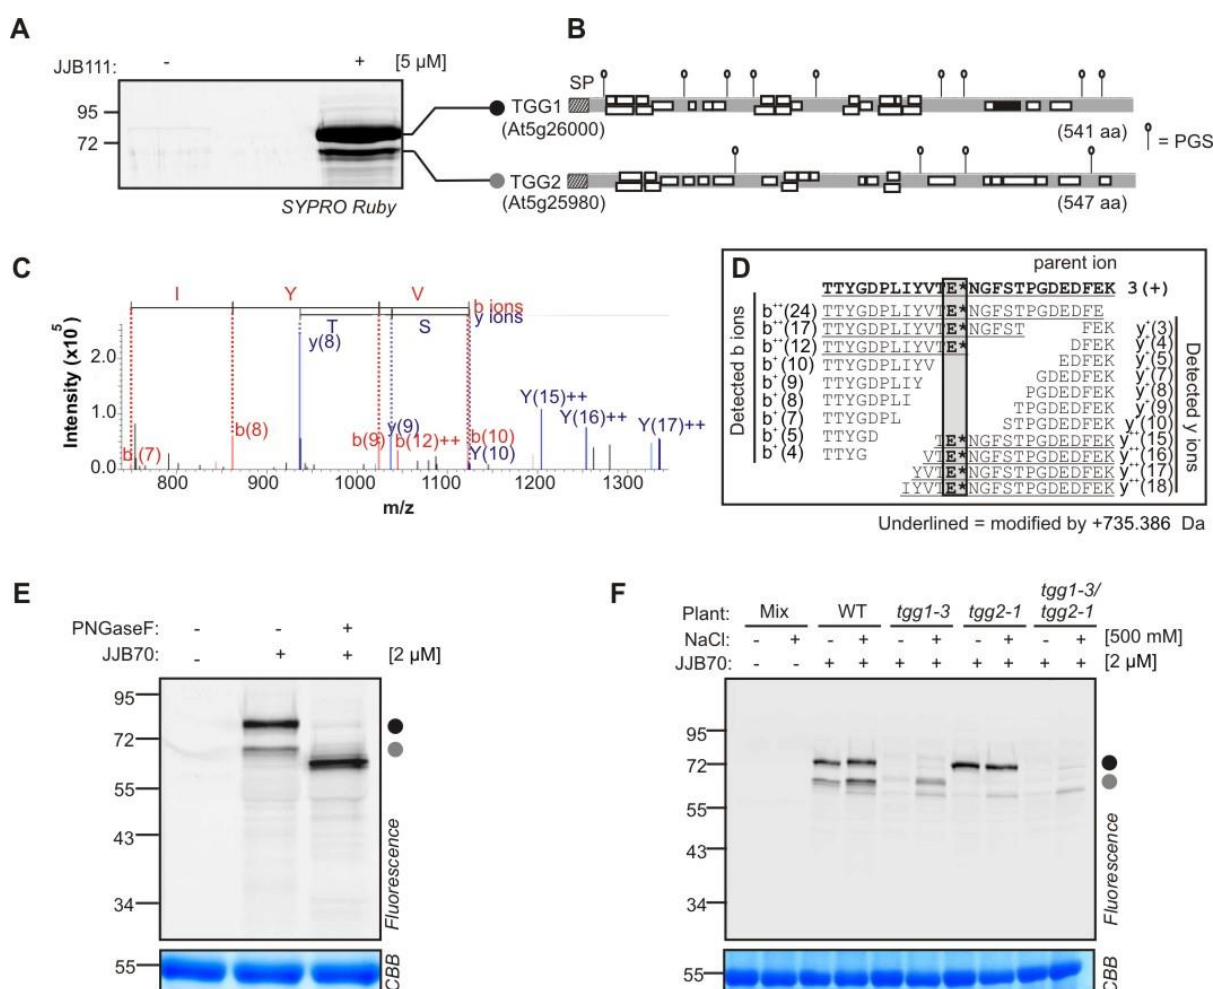 A
JJB111: - + [5 µM]
95
72
SYPRO Ruby
B
SP
TGG1
(At5g26000)
(541 aa)
= PGS
TGG2
(At5g25980)
(547 aa)
C
I Y V
b ions
y ions
T S
y(8)
Intensity (x10⁵)
2.0
1.0
0.0
b (7)
b(8)
b(9)
y(9)
b(12)++
b(10)
Y(10)
Y(15)++
Y(16)++
Y(17)++
800 900 1000 1100 1200 1300
m/z
D
parent ion
TTYGDPLIYVTE*NGFSTPGDEDFEK 3 (+)
b⁺⁺(24) TTYGDPLIYVTE*NGFSTPGDEDFE
b⁺⁺(17) TTYGDPLIYVTE*NGFST FEK y⁺(3)
b⁺⁺(12) TTYGDPLIYVTE* DFEK y⁺(4)
b⁺(10) TTYGDPLIYV EDFEK y⁺(5)
b⁺(9) TTYGDPLIY GDEDFEK y⁺(7)
b⁺(8) TTYGDPLI PGDEDFEK y⁺(8)
b⁺(7) TTYGDPL TPGDEDFEK y⁺(9)
b⁺(5) TTYGD STPGDEDFEK y⁺(10)
b⁺(4) TTYG TE*NGFSTPGDEDFEK y⁺⁺(15)
VTE*NGFSTPGDEDFEK y⁺⁺(16)
YVTE*NGFSTPGDEDFEK y⁺⁺(17)
IYVTE*NGFSTPGDEDFEK y⁺⁺(18)
Detected b ions
Detected y ions
Underlined = modified by +735.386 Da
E
PNGaseF: - - +
JJB70: - + + [2 µM]
95
72
55
43
34
Fluorescence
55
CBB
F
Plant: Mix WT tgg1-3 tgg2-1 tgg1-3/
tgg2-1
NaCl: - + - + - + - + - + [500 mM]
JJB70: - - + + + + + + + + [2 µM]
95
72
55
43
34
Fluorescence
55
CBB